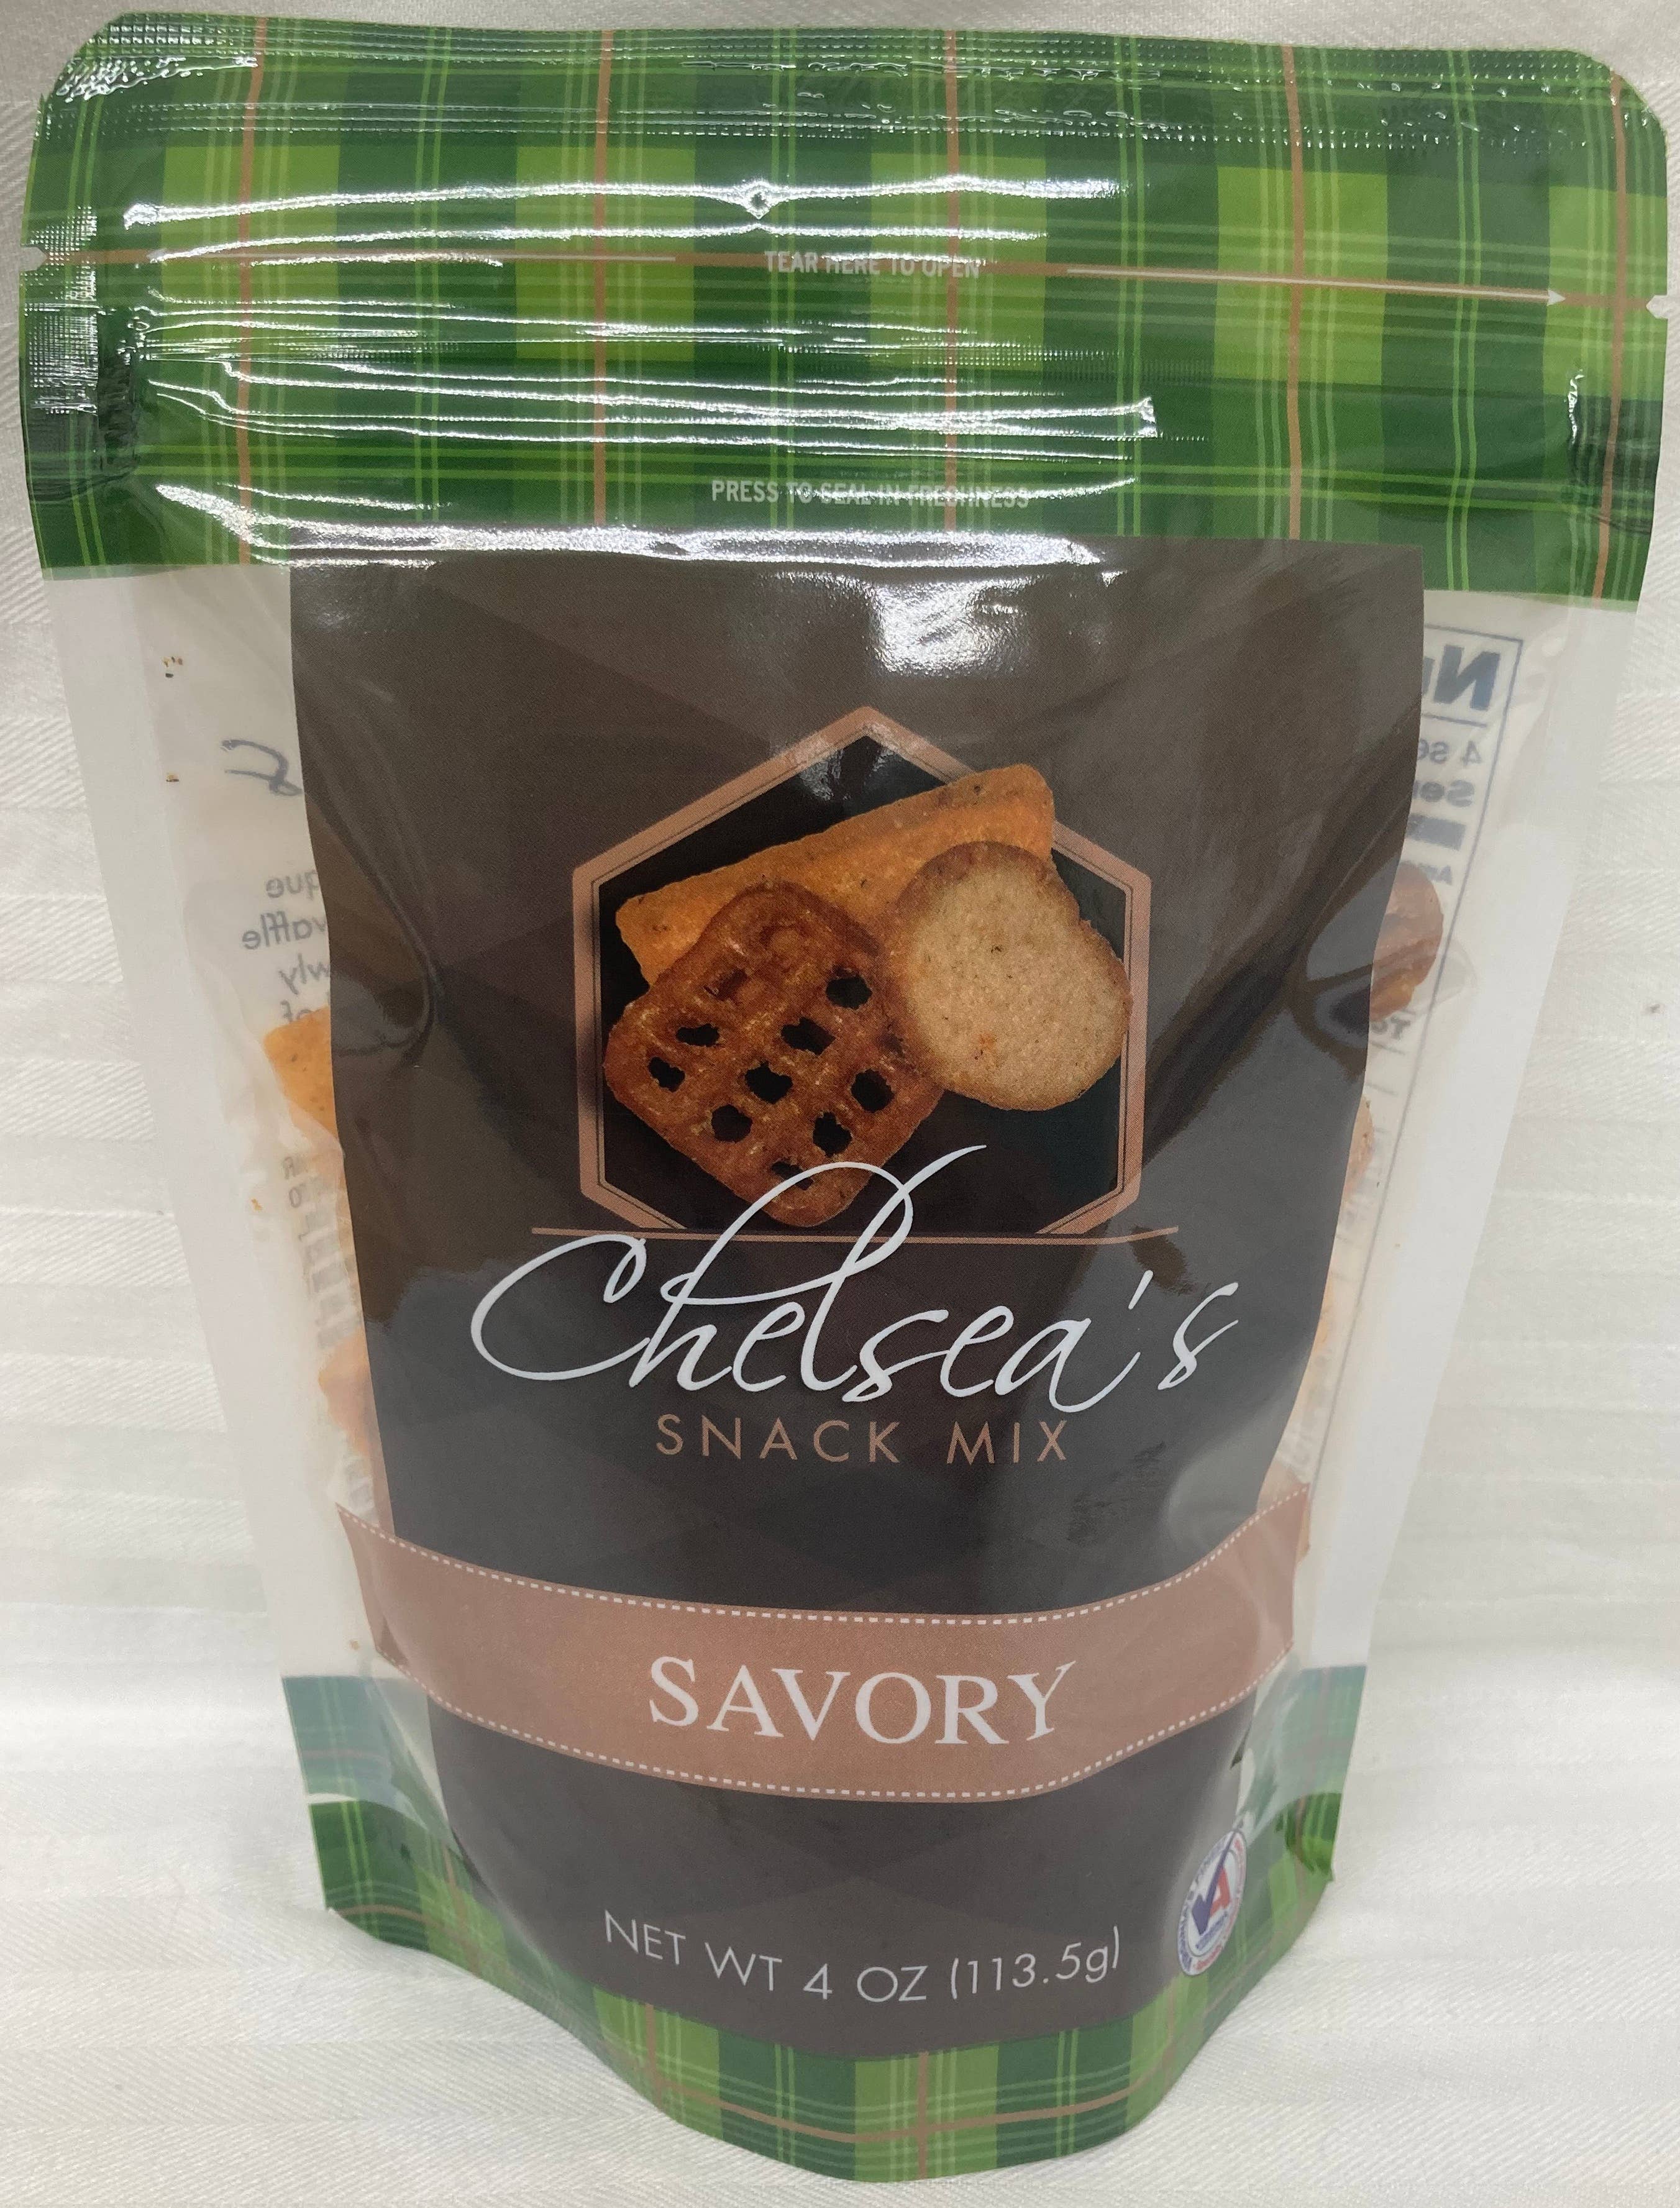 TEAR HERE TO OPEN
PRESS TO SEAL IN FRESHNESS
Chelsea's
SNACK MIX
SAVORY
NET WT 4 OZ (113.5g)
VA